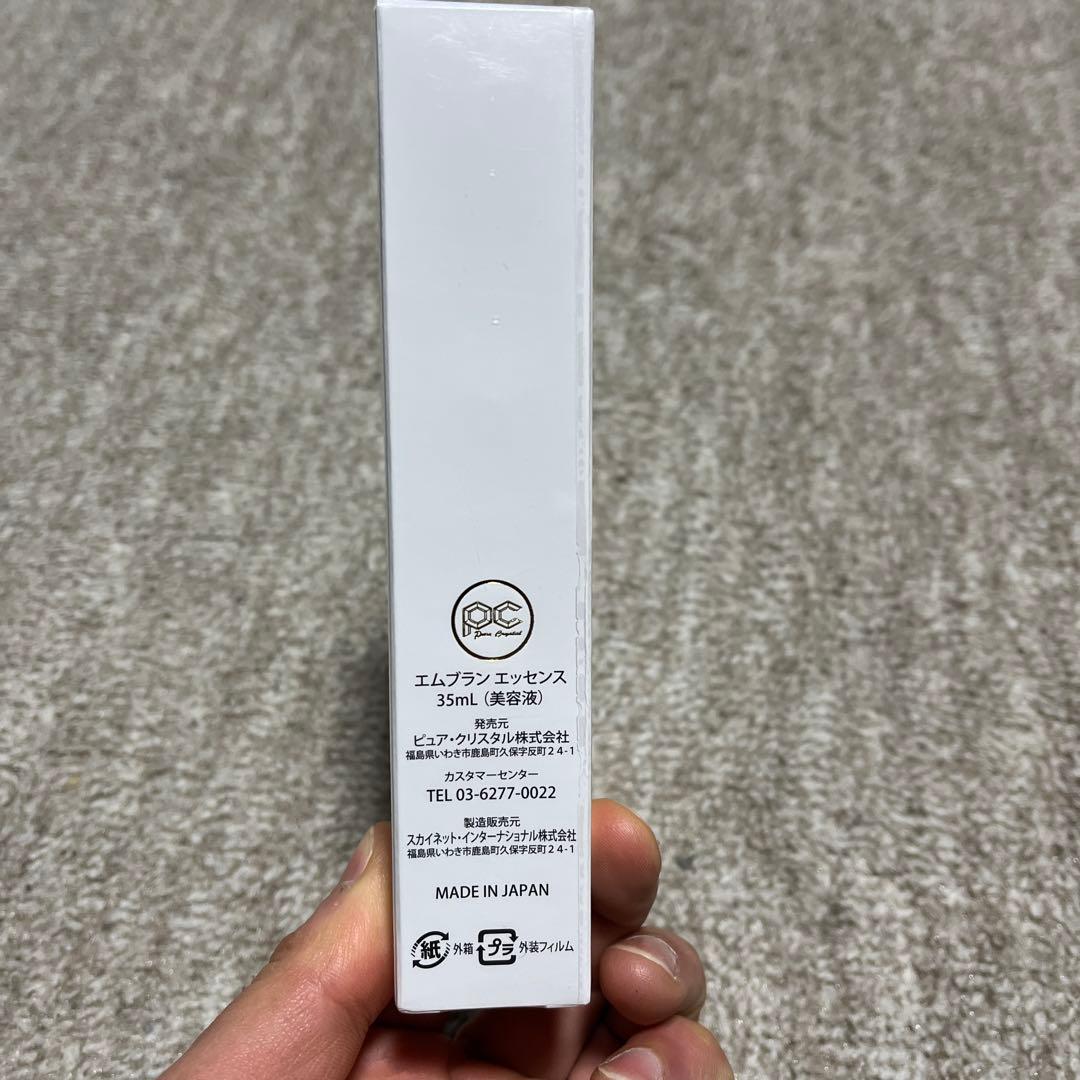 PC
Pure Crystal
エムブラン エッセンス
35mL（美容液）
発売元
ピュア・クリスタル株式会社
福島県いわき市鹿島町久保字反町２４-１
カスタマーセンター
TEL 03-6277-0022
製造販売元
スカイネット・インターナショナル株式会社
福島県いわき市鹿島町久保字反町２４-１
MADE IN JAPAN
紙 外箱 プラ 外装フィルム